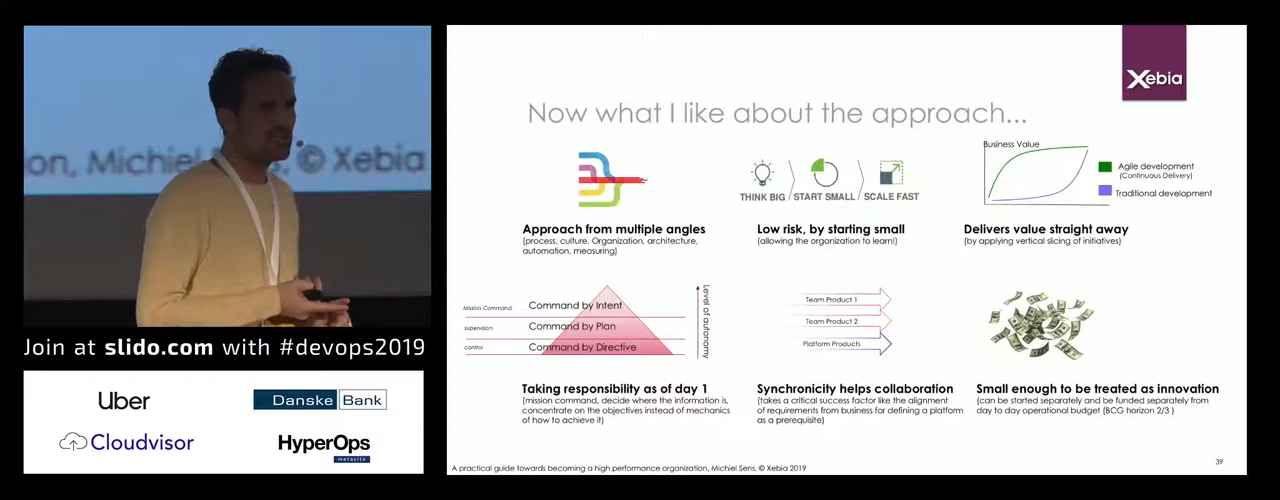 on, Michiel Sens, © Xebia
Join at slido.com with #devops2019
Uber
Danske Bank
Cloudvisor
HyperOps
metasite
Xebia
Now what I like about the approach...
THINK BIG
START SMALL
SCALE FAST
Business Value
Agile development
(Continuous Delivery)
Traditional development
Approach from multiple angles
(process, culture. Organization, architecture,
automation, measuring)
Low risk, by starting small
(allowing the organization to learn!)
Delivers value straight away
(by applying vertical slicing of initiatives)
Mission Command
Command by Intent
supervision
Command by Plan
control
Command by Directive
Level of autonomy
Team Product 1
Team Product 2
Platform Products
Taking responsibility as of day 1
(mission command, decide where the information is,
concentrate on the objectives instead of mechanics
of how to achieve it)
Synchronicity helps collaboration
(takes a critical success factor like the alignment
of requirements from business for defining a platform
as a prerequisite)
Small enough to be treated as innovation
(can be started separately and be funded separately from
day to day operational budget (BCG horizon 2/3 )
A practical guide towards becoming a high performance organization, Michiel Sens, © Xebia 2019
39